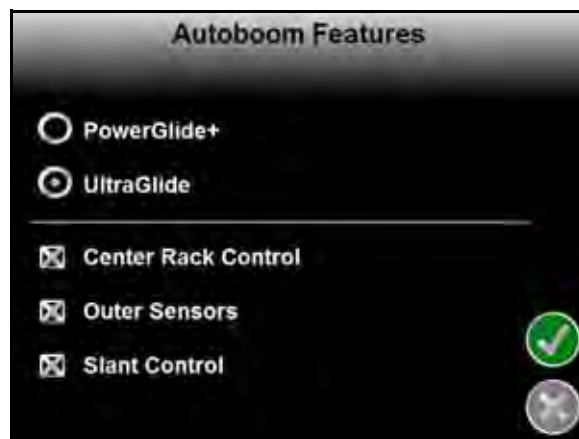 Autoboom Features
PowerGlide+
UltraGlide
Center Rack Control
Outer Sensors
Slant Control